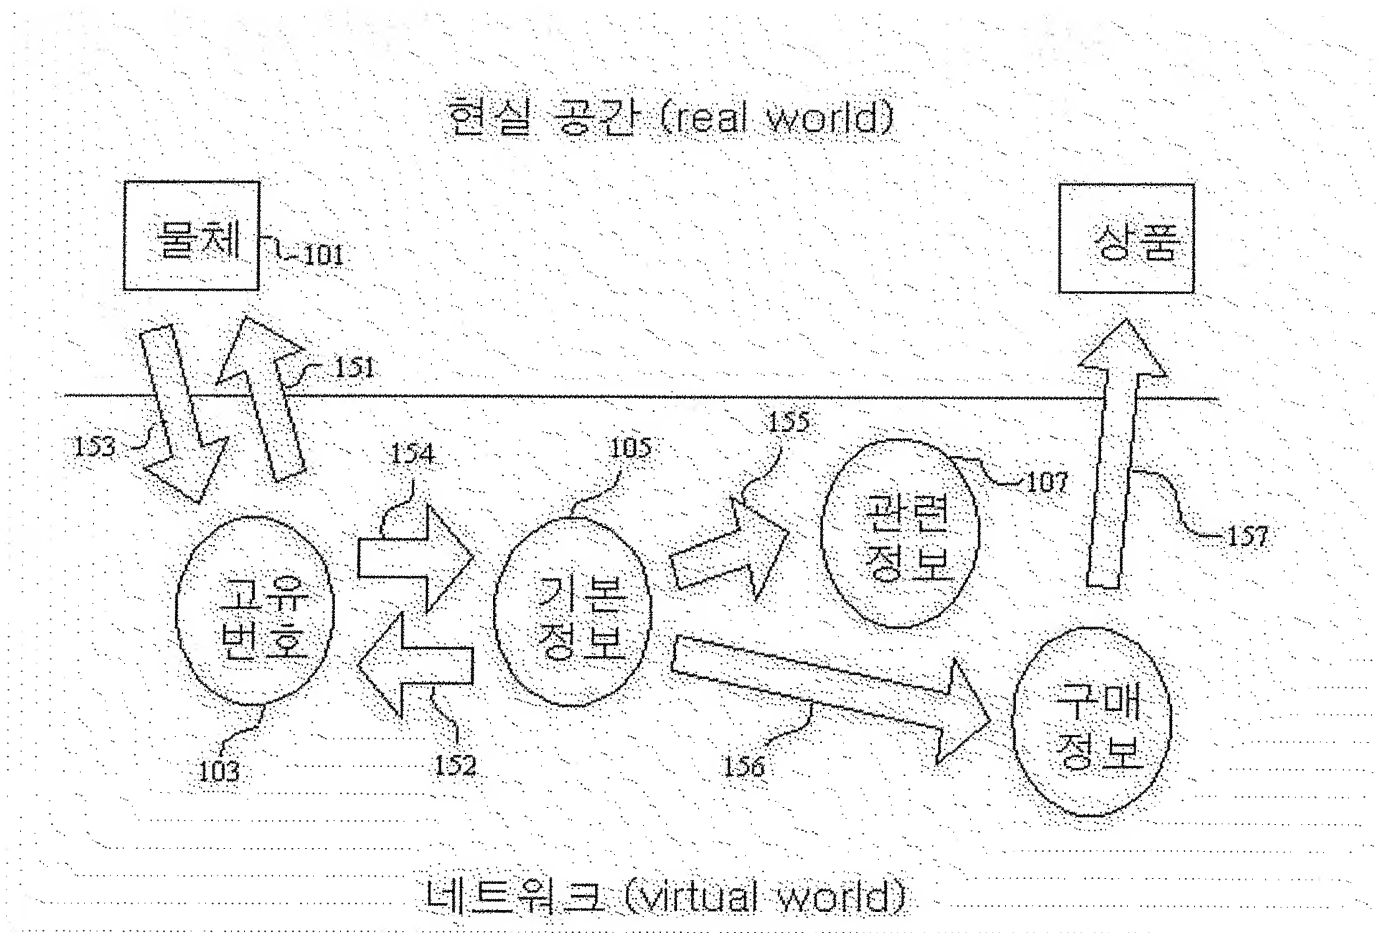 현실 공간 (real world)
물체
101
상품
151
153
154
105
155
관련
정보
107
157
고유
번호
기본
정보
103
152
156
구매
정보
네트워크 (virtual world)